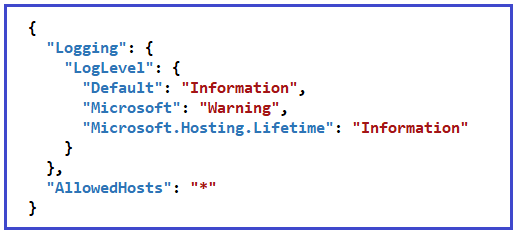 {
  "Logging": {
    "LogLevel": {
      "Default": "Information",
      "Microsoft": "Warning",
      "Microsoft.Hosting.Lifetime": "Information"
    }
  },
  "AllowedHosts": "*"
}